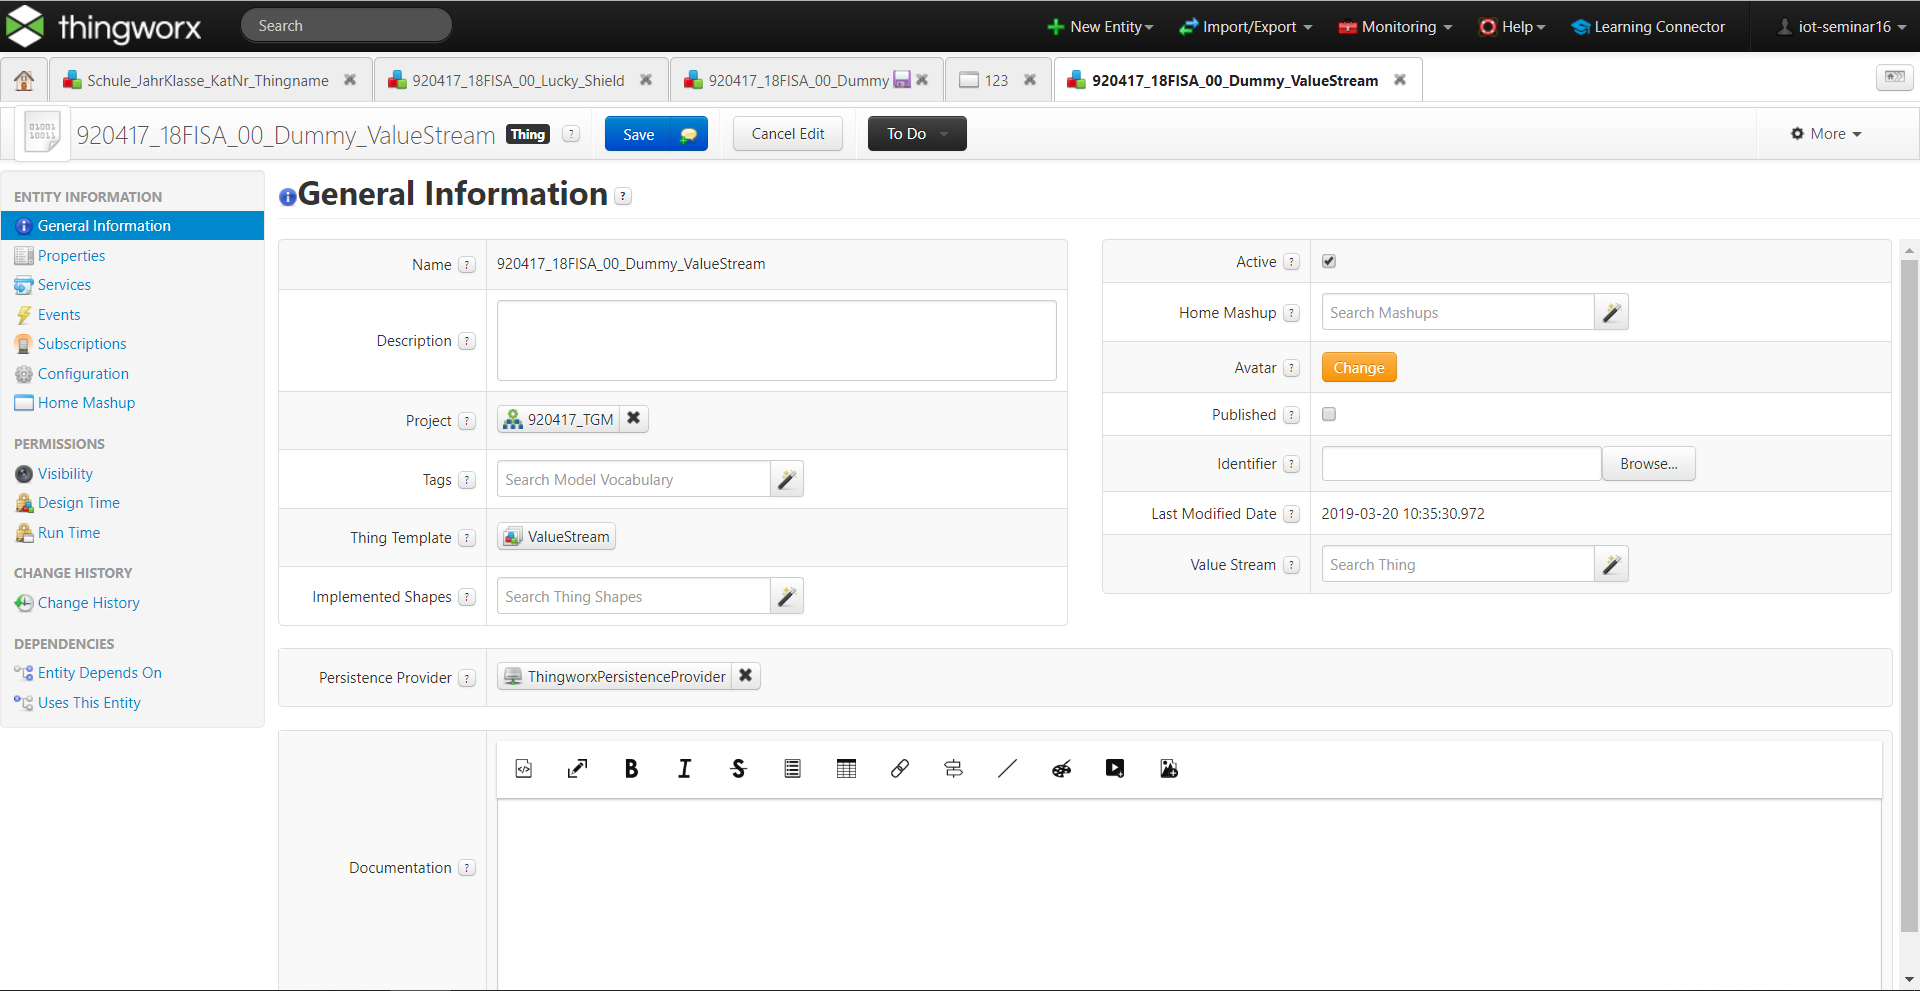 thingworx
Search
New Entity
Import/Export
Monitoring
Help
Learning Connector
iot-seminar16
Schule_JahrKlasse_KatNr_Thingname
920417_18FISA_00_Lucky_Shield
920417_18FISA_00_Dummy
123
920417_18FISA_00_Dummy_ValueStream
01001
10011
920417_18FISA_00_Dummy_ValueStream Thing ?
Save
Cancel Edit
To Do
More
ENTITY INFORMATION
General Information
Properties
Services
Events
Subscriptions
Configuration
Home Mashup
PERMISSIONS
Visibility
Design Time
Run Time
CHANGE HISTORY
Change History
DEPENDENCIES
Entity Depends On
Uses This Entity
General Information ?
Name ? 920417_18FISA_00_Dummy_ValueStream
Description ?
Project ? 920417_TGM
Tags ? Search Model Vocabulary
Thing Template ? ValueStream
Implemented Shapes ? Search Thing Shapes
Active ?
Home Mashup ? Search Mashups
Avatar ? Change
Published ?
Identifier ? Browse...
Last Modified Date ? 2019-03-20 10:35:30.972
Value Stream ? Search Thing
Persistence Provider ? ThingworxPersistenceProvider
Documentation ?
B I S